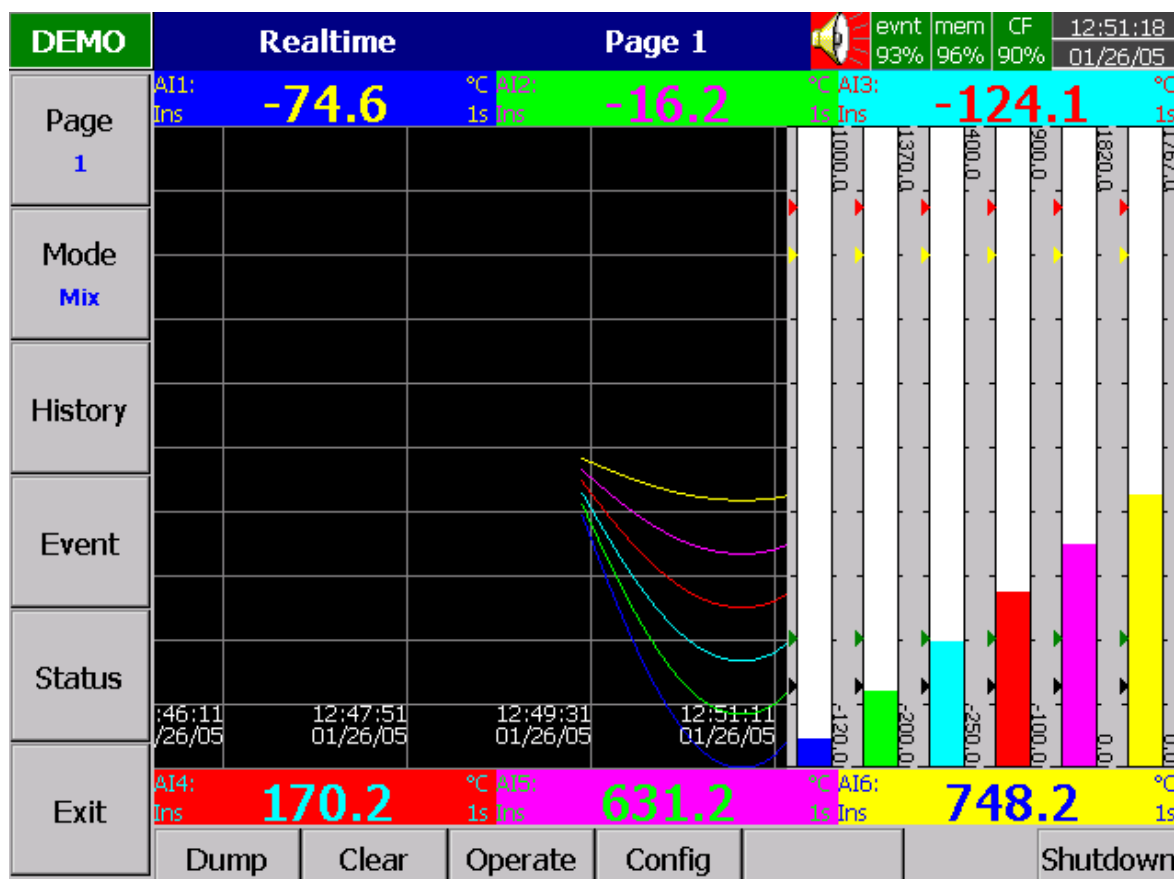 DEMO Realtime Page 1 evnt mem CF 12:51:18
93% 96% 90% 01/26/05
Page
1
Mode
Mix
History
Event
Status
Exit
AI1: -74.6 °C
Ins 1s
AI2: -16.2 °C
Ins 1s
AI3: -124.1 °C
Ins 1s
1000.0
1370.0
400.0
900.0
1820.0
-120.0
-200.0
-250.0
-100.0
0.0
:46:11
/26/05
12:47:51
01/26/05
12:49:31
01/26/05
12:51:11
01/26/05
AI4: 170.2 °C
Ins 1s
AI5: 631.2 °C
Ins 1s
AI6: 748.2 °C
Ins 1s
Dump Clear Operate Config Shutdown